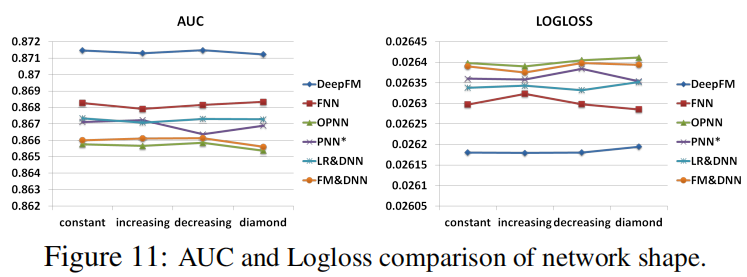 AUC
0.872
0.871
0.87
0.869
0.868
0.867
0.866
0.865
0.864
0.863
0.862
constant increasing decreasing diamond
DeepFM
FNN
OPNN
PNN*
LR&DNN
FM&DNN
LOGLOSS
0.02645
0.0264
0.02635
0.0263
0.02625
0.0262
0.02615
0.0261
0.02605
constant increasing decreasing diamond
DeepFM
FNN
OPNN
PNN*
LR&DNN
FM&DNN
Figure 11: AUC and Logloss comparison of network shape.